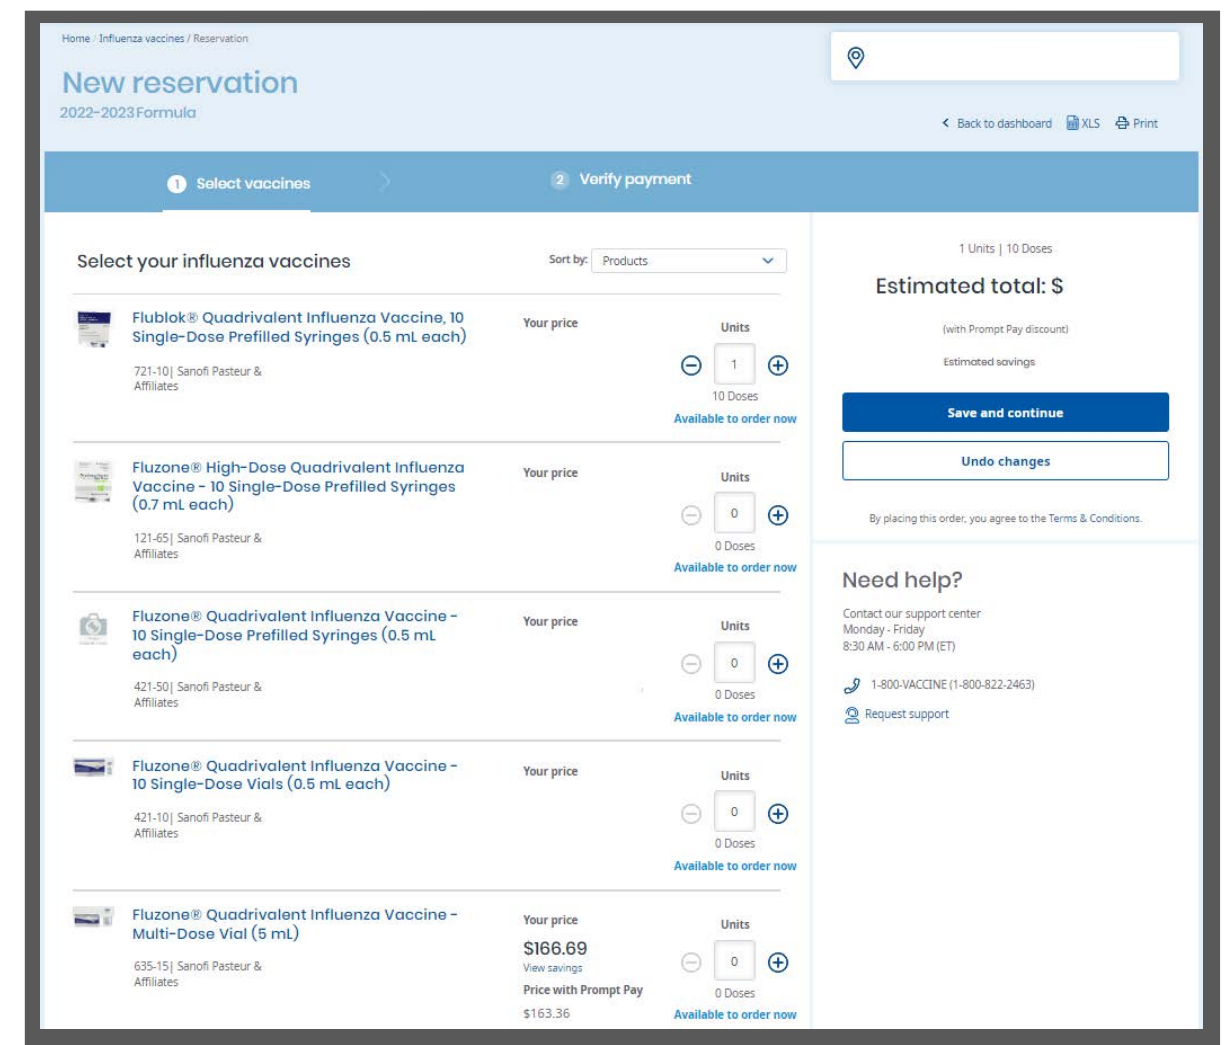 Home / Influenza vaccines / Reservation
New reservation
2022-2023 Formula
Back to dashboard XLS Print
1 Select vaccines
2 Verify payment
Select your influenza vaccines
Sort by: Products
Flublok® Quadrivalent Influenza Vaccine, 10
Single-Dose Prefilled Syringes (0.5 mL each)
721-10| Sanofi Pasteur &
Affiliates
Your price
Units
1
10 Doses
Available to order now
Fluzone® High-Dose Quadrivalent Influenza
Vaccine - 10 Single-Dose Prefilled Syringes
(0.7 mL each)
121-65| Sanofi Pasteur &
Affiliates
Your price
Units
0
0 Doses
Available to order now
Fluzone® Quadrivalent Influenza Vaccine -
10 Single-Dose Prefilled Syringes (0.5 mL
each)
421-50| Sanofi Pasteur &
Affiliates
Your price
Units
0
0 Doses
Available to order now
Fluzone® Quadrivalent Influenza Vaccine -
10 Single-Dose Vials (0.5 mL each)
421-10| Sanofi Pasteur &
Affiliates
Your price
Units
0
0 Doses
Available to order now
Fluzone® Quadrivalent Influenza Vaccine -
Multi-Dose Vial (5 mL)
635-15| Sanofi Pasteur &
Affiliates
Your price
$166.69
View savings
Price with Prompt Pay
$163.36
Units
0
0 Doses
Available to order now
1 Units | 10 Doses
Estimated total: $
(with Prompt Pay discount)
Estimated savings
Save and continue
Undo changes
By placing this order, you agree to the Terms & Conditions.
Need help?
Contact our support center
Monday - Friday
8:30 AM - 6:00 PM (ET)
1-800-VACCINE (1-800-822-2463)
Request support